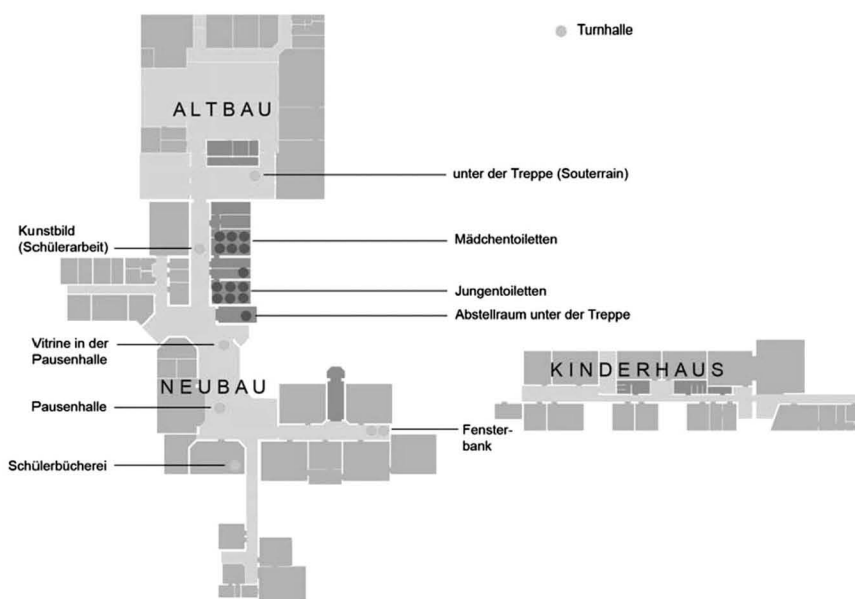 Turnhalle
ALTBAU
unter der Treppe (Souterrain)
Kunstbild
(Schülerarbeit)
Mädchentoiletten
Jungentoiletten
Abstellraum unter der Treppe
Vitrine in der
Pausenhalle
KINDERHAUS
NEUBAU
Pausenhalle
Fenster-
bank
Schülerbücherei